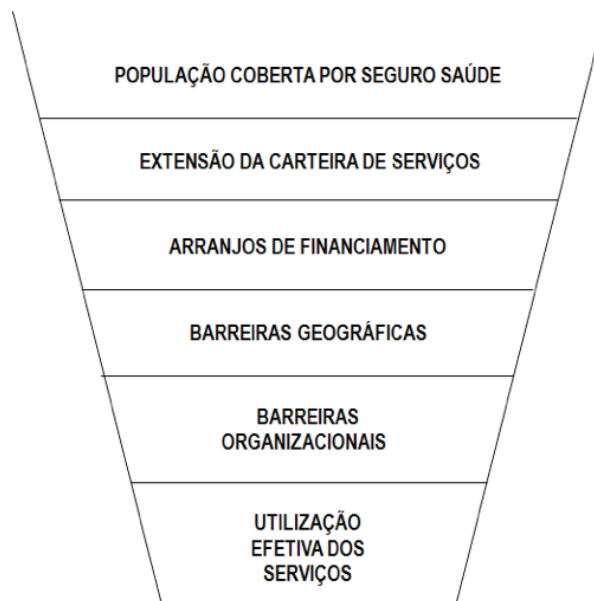 POPULAÇÃO COBERTA POR SEGURO SAÚDE
EXTENSÃO DA CARTEIRA DE SERVIÇOS
ARRANJOS DE FINANCIAMENTO
BARREIRAS GEOGRÁFICAS
BARREIRAS
ORGANIZACIONAIS
UTILIZAÇÃO
EFETIVA DOS
SERVIÇOS